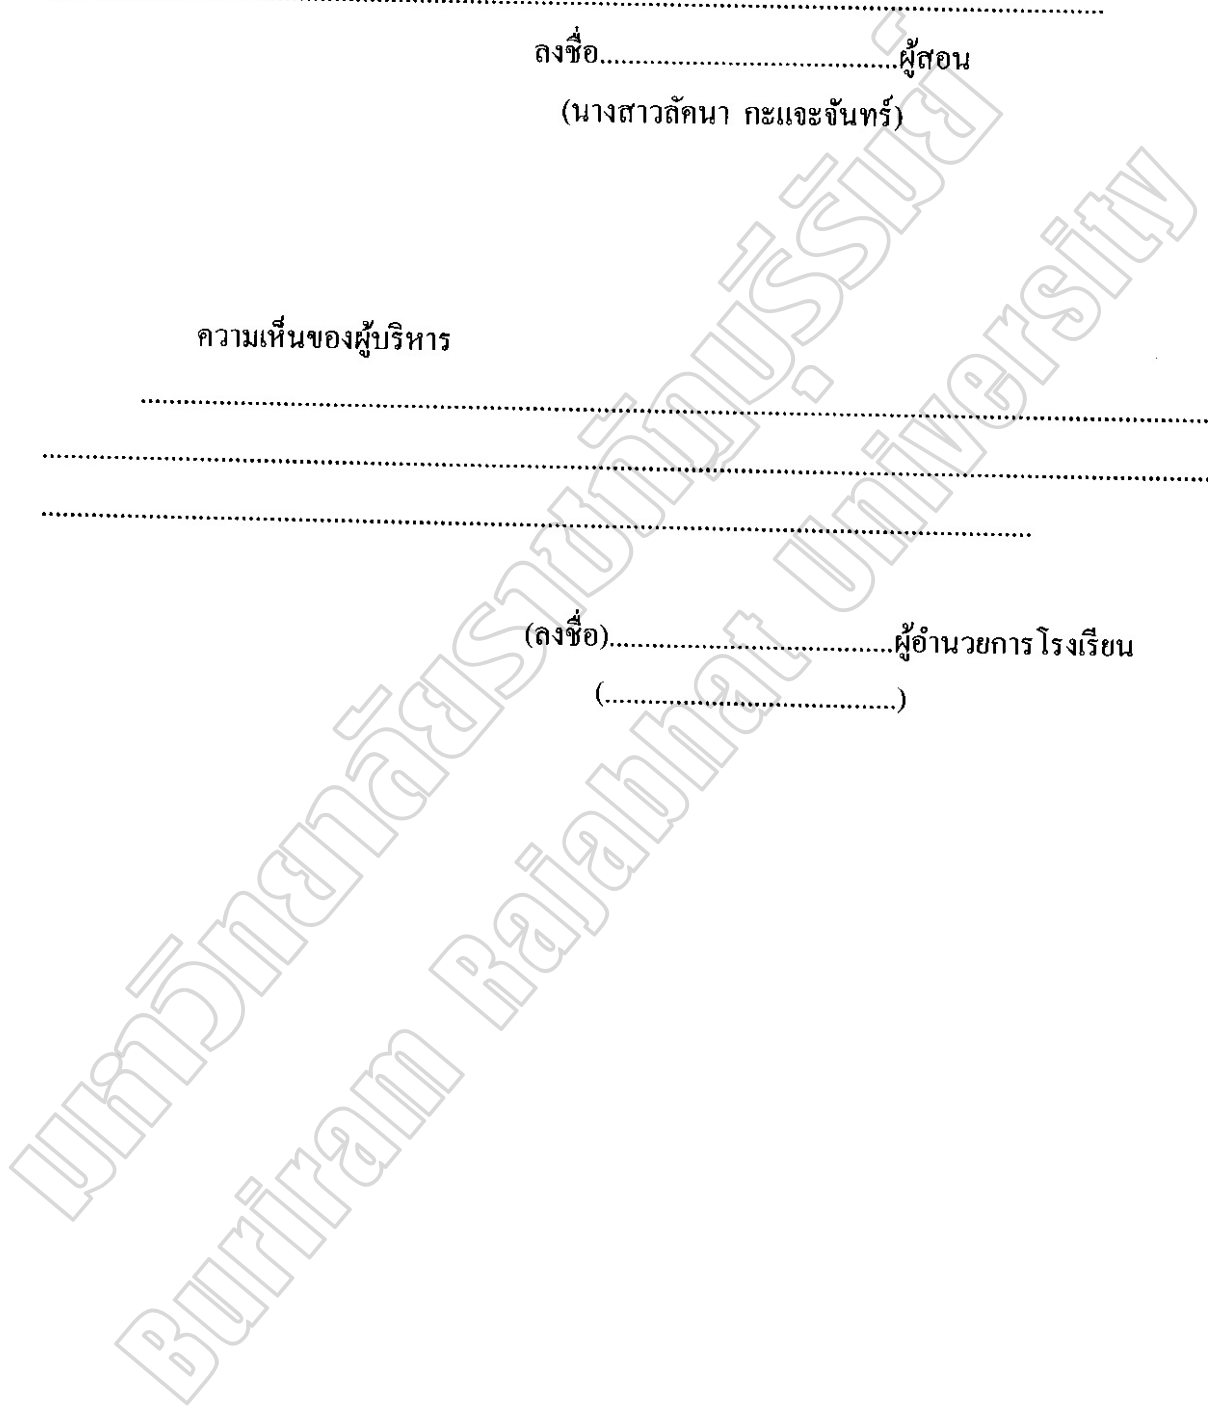 ................................................................................
ลงชื่อ..........................................ผู้สอน
(นางสาวลัคนา กะแจะจันทร์)
ความเห็นของผู้บริหาร
................................................................................
................................................................................
................................................................................
(ลงชื่อ)........................................ผู้อำนวยการโรงเรียน
(.........................................)
มหาวิทยาลัยราชภัฏบุรีรัมย์
Buriram Rajabhat University